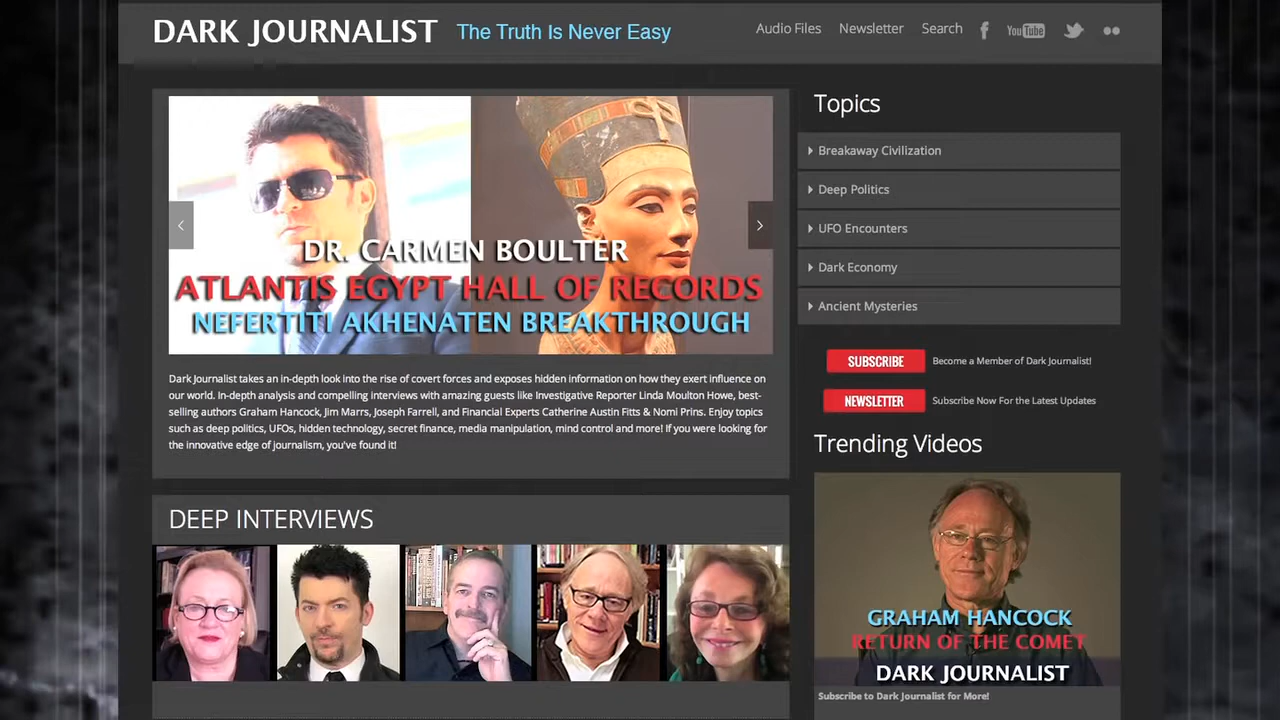 DARK JOURNALIST
The Truth Is Never Easy
Audio Files
Newsletter
Search
You Tube
DR. CARMEN BOULTER
ATLANTIS EGYPT HALL OF RECORDS
NEFERTITI AKHENATEN BREAKTHROUGH
Dark Journalist takes an in-depth look into the rise of covert forces and exposes hidden information on how they exert influence on
our world. In-depth analysis and compelling interviews with amazing guests like Investigative Reporter Linda Moulton Howe, best-
selling authors Graham Hancock, Jim Marrs, Joseph Farrell, and Financial Experts Catherine Austin Fitts & Nomi Prins. Enjoy topics
such as deep politics, UFOs, hidden technology, secret finance, media manipulation, mind control and more! If you were looking for
the innovative edge of journalism, you've found it!
DEEP INTERVIEWS
Topics
Breakaway Civilization
Deep Politics
UFO Encounters
Dark Economy
Ancient Mysteries
SUBSCRIBE
Become a Member of Dark Journalist!
NEWSLETTER
Subscribe Now For the Latest Updates
Trending Videos
GRAHAM HANCOCK
RETURN OF THE COMET
DARK JOURNALIST
Subscribe to Dark Journalist for More!